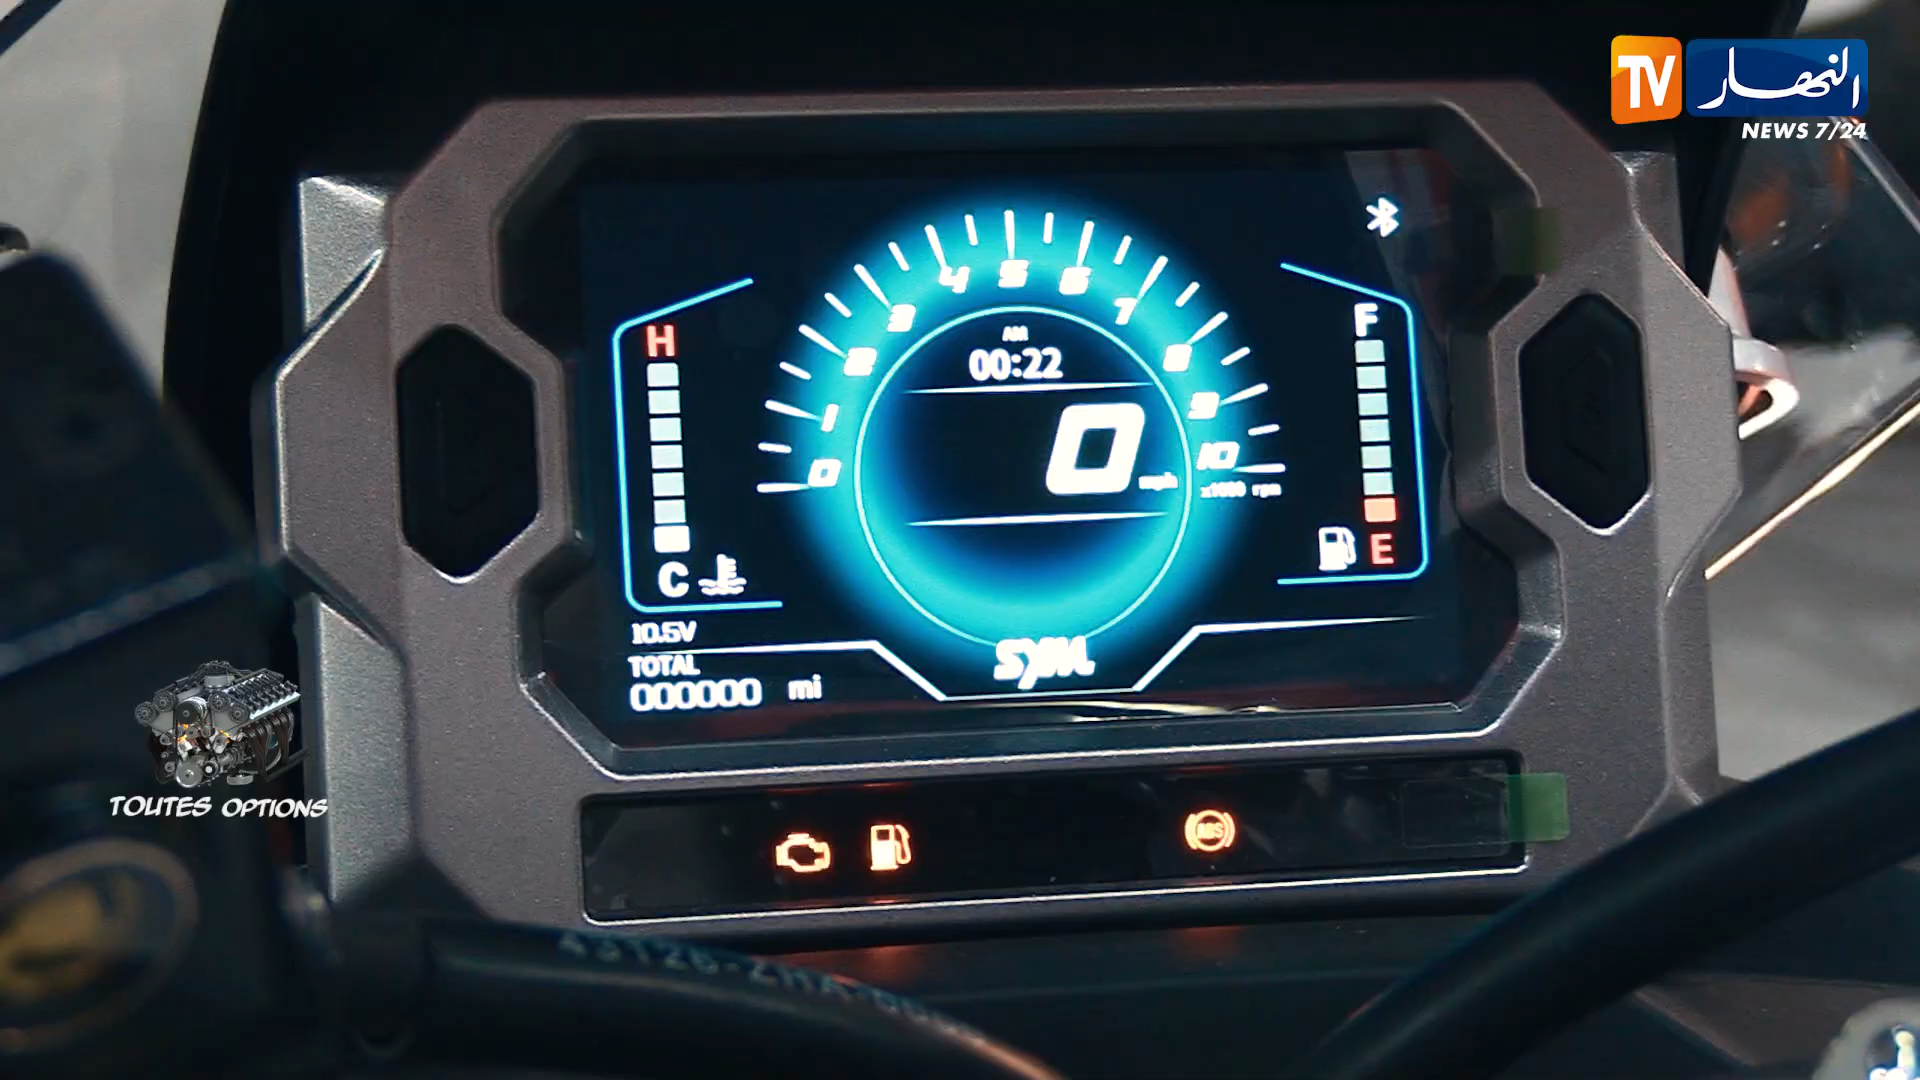 TV النهار
NEWS 7/24
H
C
0
1
2
3
4
5
6
7
8
9
10
x1000 rpm
AM
00:22
0 mph
F
E
10.5V
TOTAL
000000 mi
SYM
ABS
TOUTES OPTIONS